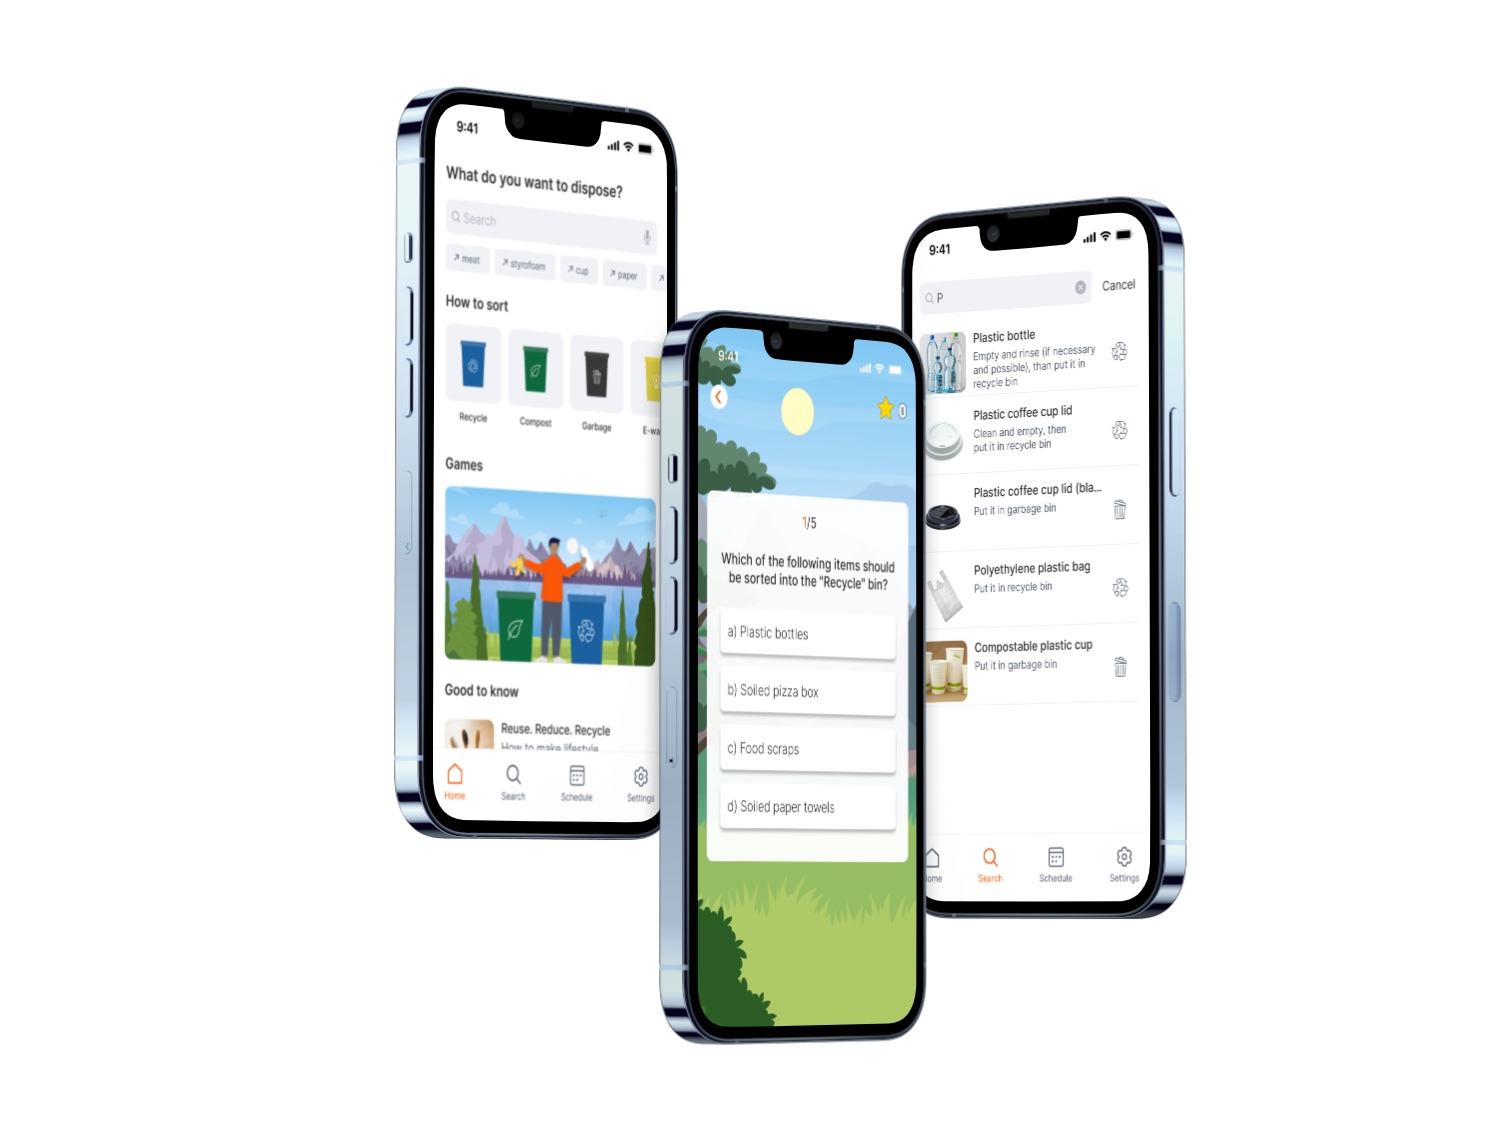 9:41
What do you want to dispose?
Search
meat
styrofoam
cup
paper
How to sort
Recycle
Compost
Garbage
E-wa
Games
Good to know
Reuse. Reduce. Recycle
How to make lifestyle
Home
Search
Schedule
Settings
9:41
0
1/5
Which of the following items should
be sorted into the "Recycle" bin?
a) Plastic bottles
b) Soiled pizza box
c) Food scraps
d) Soiled paper towels
9:41
P
Cancel
Plastic bottle
Empty and rinse (if necessary
and possible), than put it in
recycle bin
Plastic coffee cup lid
Clean and empty, then
put it in recycle bin
Plastic coffee cup lid (bla...
Put it in garbage bin
Polyethylene plastic bag
Put it in recycle bin
Compostable plastic cup
Put it in garbage bin
ome
Search
Schedule
Settings